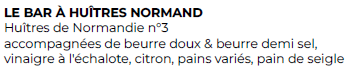 LE BAR À HUÎTRES NORMAND
Huîtres de Normandie n°3
accompagnées de beurre doux & beurre demi sel,
vinaigre à l'échalote, citron, pains variés, pain de seigle